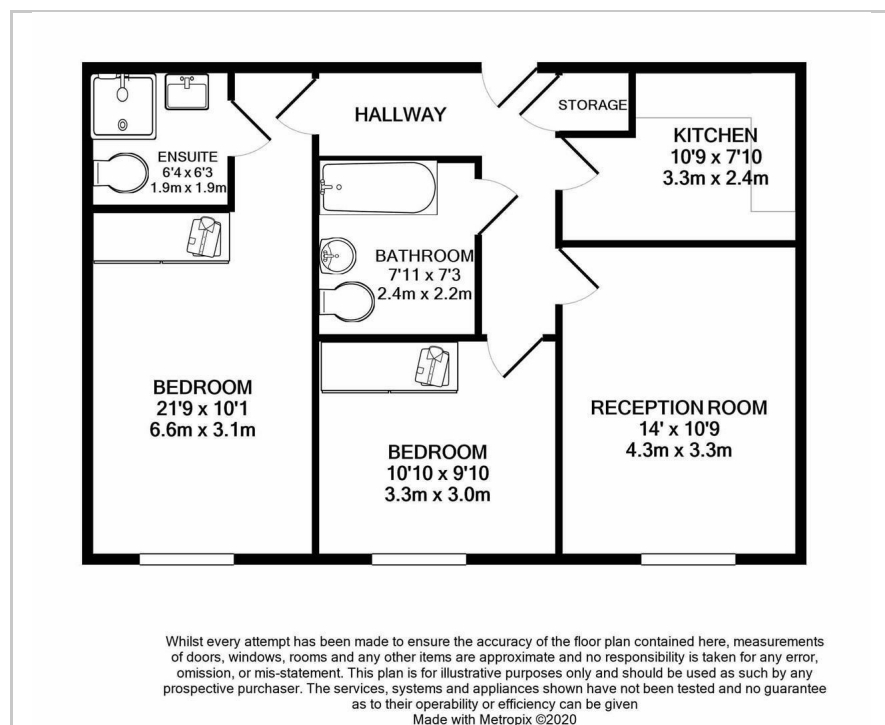 HALLWAY
STORAGE
KITCHEN
10'9 x 7'10
3.3m x 2.4m
ENSUITE
6'4 x 6'3
1.9m x 1.9m
BATHROOM
7'11 x 7'3
2.4m x 2.2m
BEDROOM
21'9 x 10'1
6.6m x 3.1m
BEDROOM
10'10 x 9'10
3.3m x 3.0m
RECEPTION ROOM
14' x 10'9
4.3m x 3.3m
Whilst every attempt has been made to ensure the accuracy of the floor plan contained here, measurements
of doors, windows, rooms and any other items are approximate and no responsibility is taken for any error,
omission, or mis-statement. This plan is for illustrative purposes only and should be used as such by any
prospective purchaser. The services, systems and appliances shown have not been tested and no guarantee
as to their operability or efficiency can be given
Made with Metropix ©2020